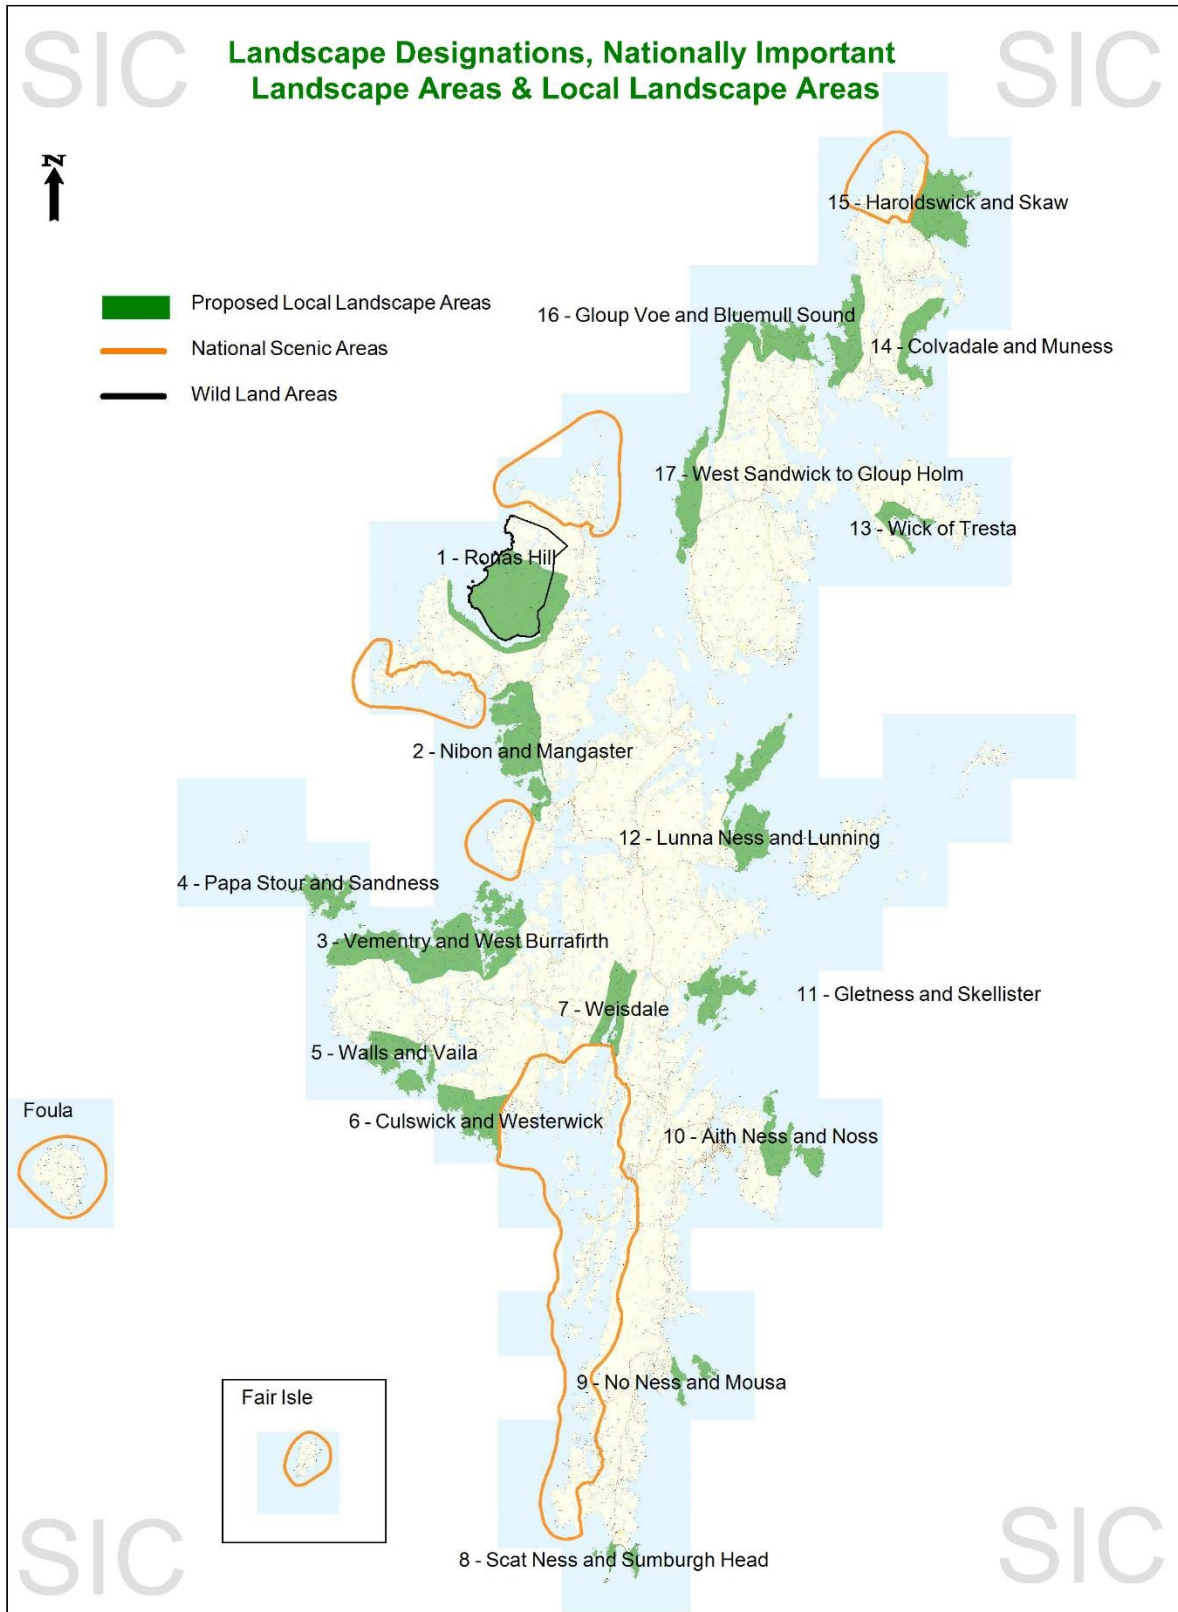 SIC
SIC
Landscape Designations, Nationally Important
Landscape Areas & Local Landscape Areas
N
15 - Haroldswick and Skaw
Proposed Local Landscape Areas
National Scenic Areas
Wild Land Areas
16 - Gloup Voe and Bluemull Sound
14 - Colvadale and Muness
17 - West Sandwick to Gloup Holm
13 - Wick of Tresta
1 - Ronas Hill
2 - Nibon and Mangaster
12 - Lunna Ness and Lunning
4 - Papa Stour and Sandness
3 - Vementry and West Burrafirth
11 - Gletness and Skellister
7 - Weisdale
5 - Walls and Vaila
Foula
6 - Culswick and Westerwick
10 - Aith Ness and Noss
9 - No Ness and Mousa
Fair Isle
8 - Scat Ness and Sumburgh Head
SIC
SIC